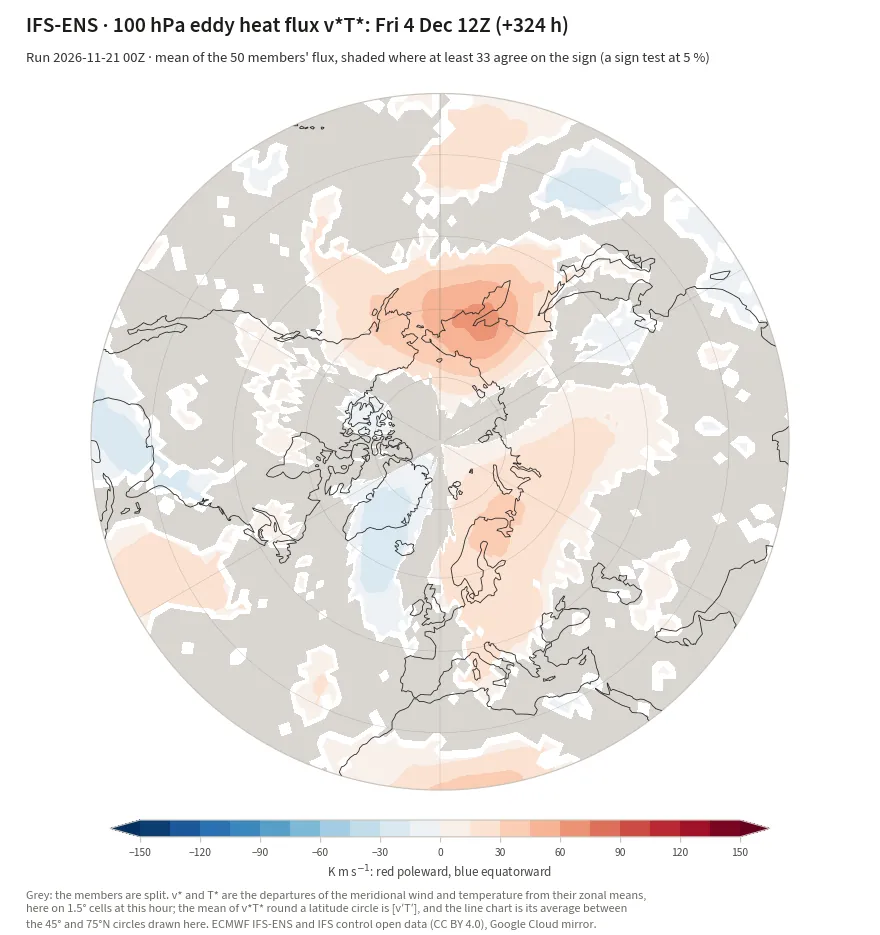 IFS-ENS · 100 hPa eddy heat flux v*T*: Fri 4 Dec 12Z (+324 h)
Run 2026-11-21 00Z · mean of the 50 members' flux, shaded where at least 33 agree on the sign (a sign test at 5 %)
−150 −120 −90 −60 −30 0 30 60 90 120 150
K m s⁻¹: red poleward, blue equatorward
Grey: the members are split. v* and T* are the departures of the meridional wind and temperature from their zonal means,
here on 1.5° cells at this hour; the mean of v*T* round a latitude circle is [v'T'], and the line chart is its average between
the 45° and 75°N circles drawn here. ECMWF IFS-ENS and IFS control open data (CC BY 4.0), Google Cloud mirror.